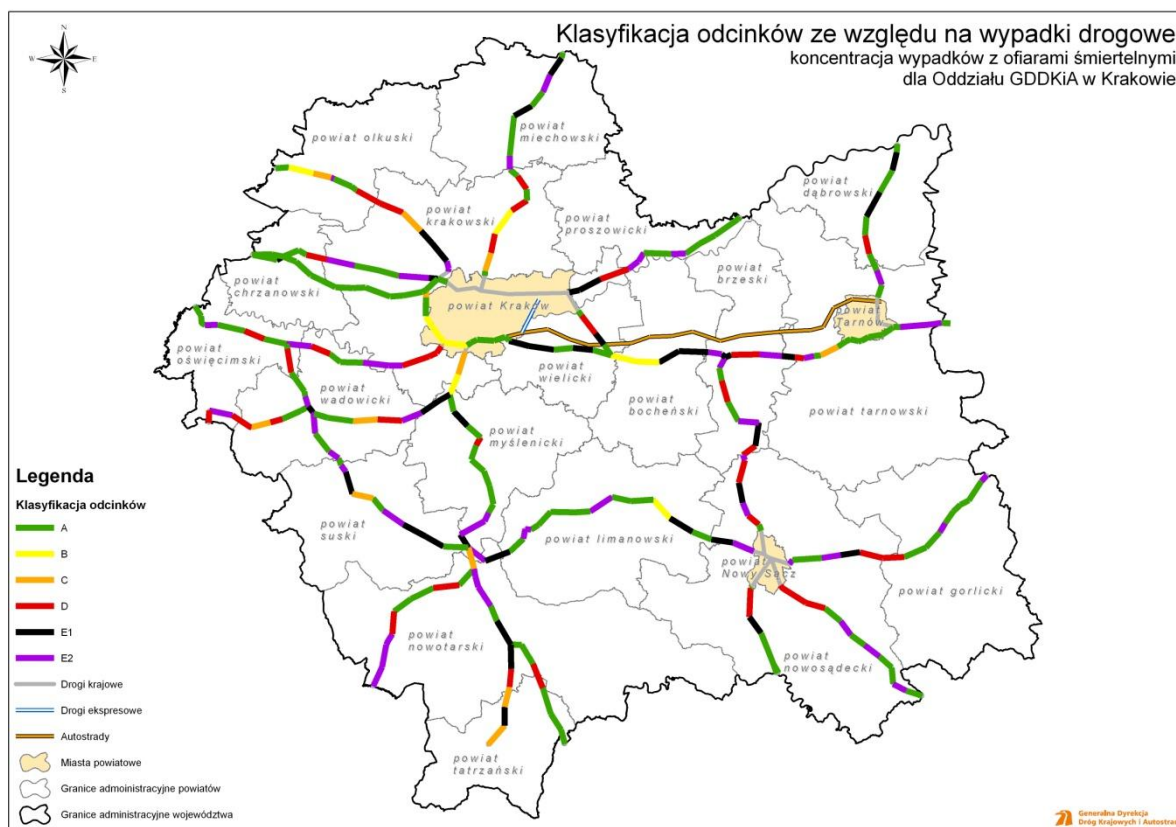 Klasyfikacja odcinków ze względu na wypadki drogowe
koncentracja wypadków z ofiarami śmiertelnymi
dla Oddziału GDDKiA w Krakowie
N
W
E
S
powiat olkuski
powiat
miechowski
powiat
dąbrowski
powiat
krakowski
powiat
proszowicki
powiat
brzeski
powiat
chrzanowski
powiat Kraków
powiat
Tarnów
powiat
oświęcimski
powiat
wielicki
powiat
wadowicki
powiat
bocheński
powiat tarnowski
powiat
myślenicki
powiat
suski
powiat limanowski
powiat
Nowy Sącz
powiat gorlicki
powiat
nowotarski
powiat
nowosądecki
powiat
tatrzański
Legenda
Klasyfikacja odcinków
A
B
C
D
E1
E2
Drogi krajowe
Drogi ekspresowe
Autostrady
Miasta powiatowe
Granice admoinistracyjne powiatów
Granice administracyjne województwa
Generalna Dyrekcja
Dróg Krajowych i Autostrad